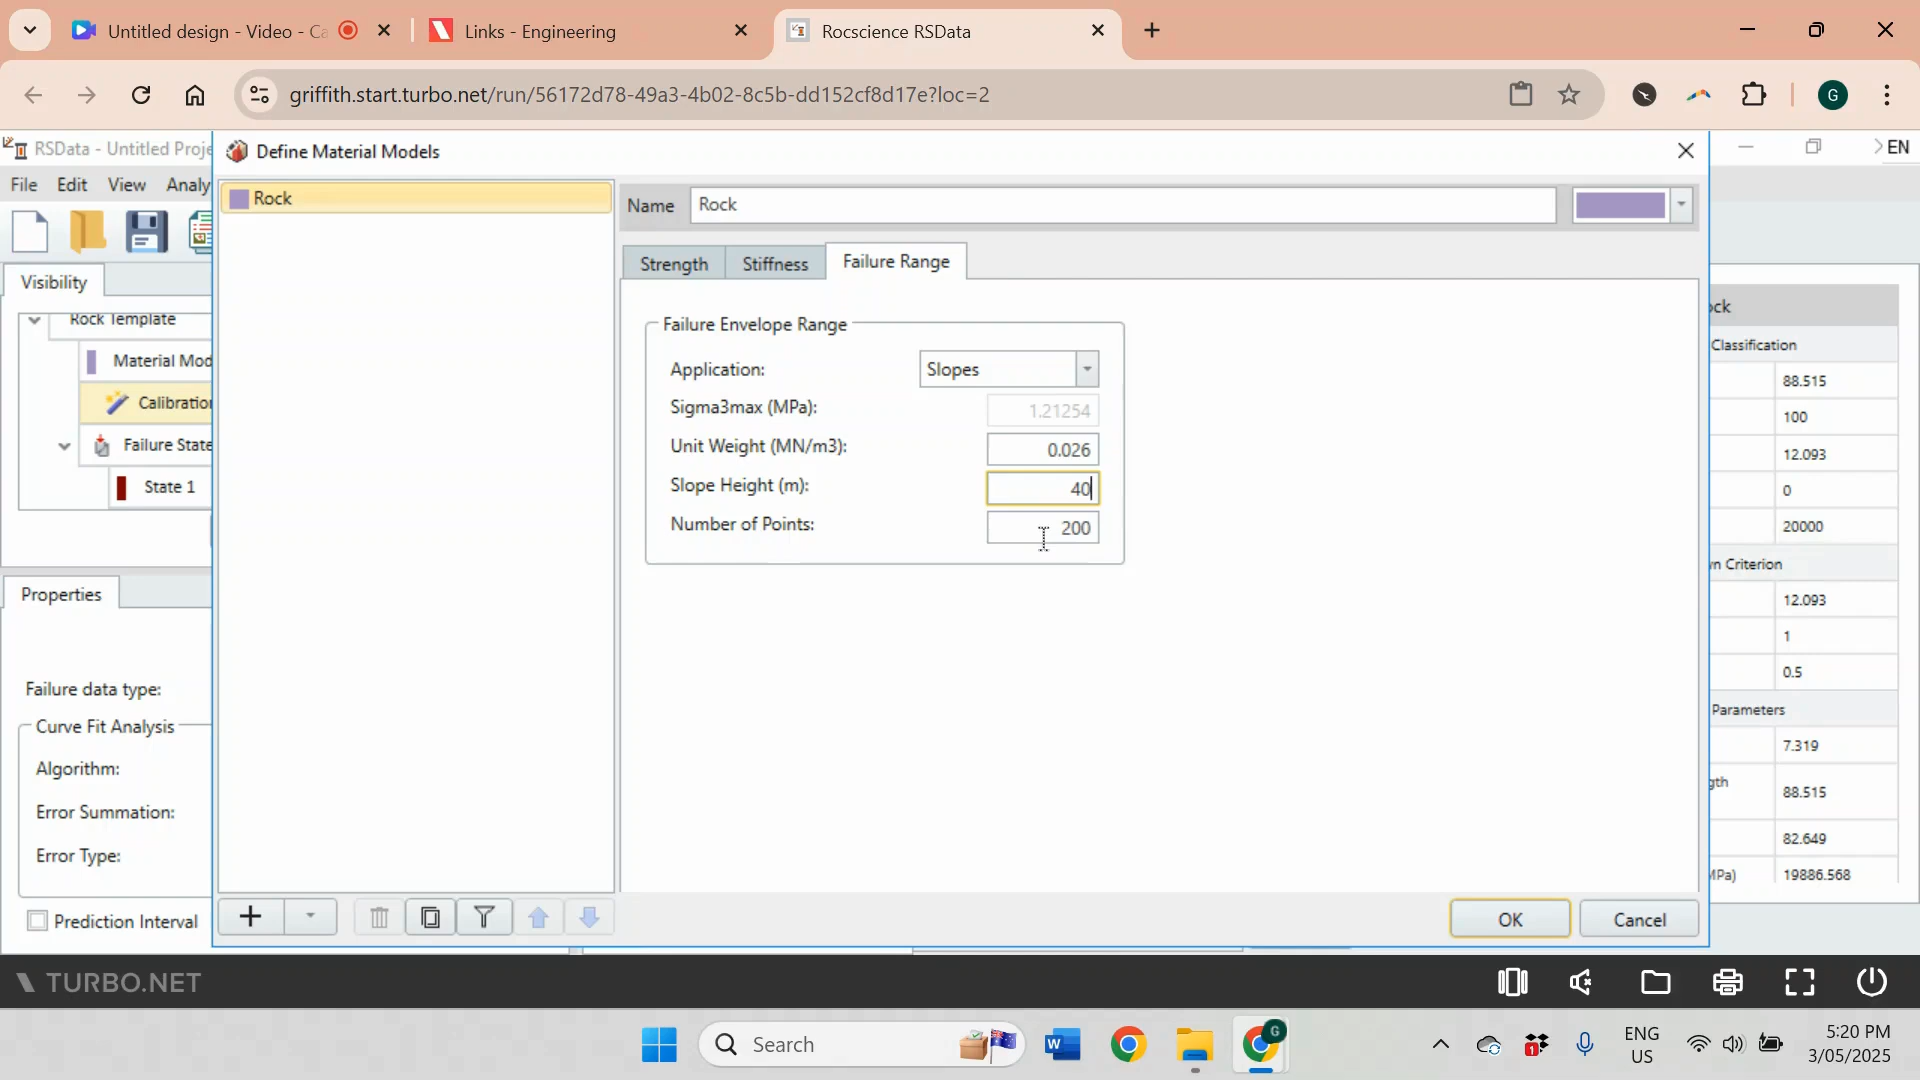 Untitled design - Video - Ca
Links - Engineering
Rocscience RSData
griffith.start.turbo.net/run/56172d78-49a3-4b02-8c5b-dd152cf8d17e?loc=2
G
RSData - Untitled Proje
Define Material Models
EN
File Edit View Analy
Rock
Name Rock
Strength Stiffness Failure Range
Visibility
Rock Template
Material Mod
Calibration
Failure State
State 1
Failure Envelope Range
Application: Slopes
Sigma3max (MPa): 1.21254
Unit Weight (MN/m3): 0.026
Slope Height (m): 40
Number of Points: 200
ock
Classification
88.515
100
12.093
0
20000
wn Criterion
12.093
1
0.5
Parameters
7.319
gth 88.515
82.649
MPa) 19886.568
Properties
Failure data type:
Curve Fit Analysis
Algorithm:
Error Summation:
Error Type:
Prediction Interval
OK Cancel
TURBO.NET
Search
W
G
1
ENG
US
5:20 PM
3/05/2025